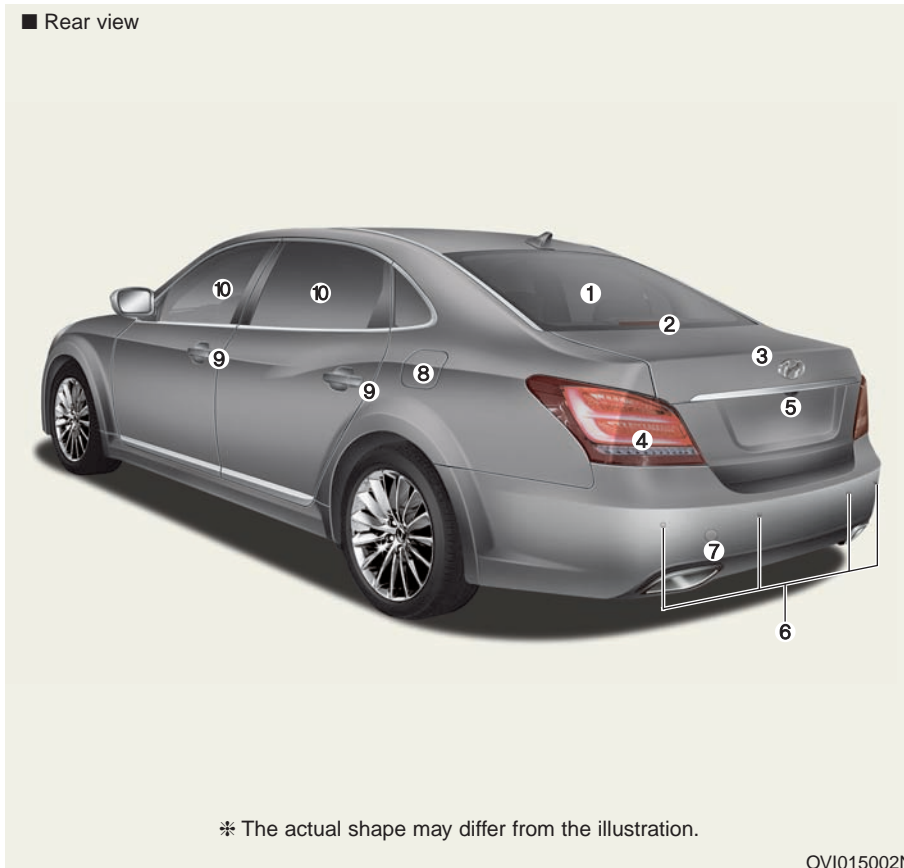 ■ Rear view
⑩ ⑩ ①
②
③
⑨ ⑧
⑨ ⑤
④
⑦
⑥
❈ The actual shape may differ from the illustration.
OVI015002N